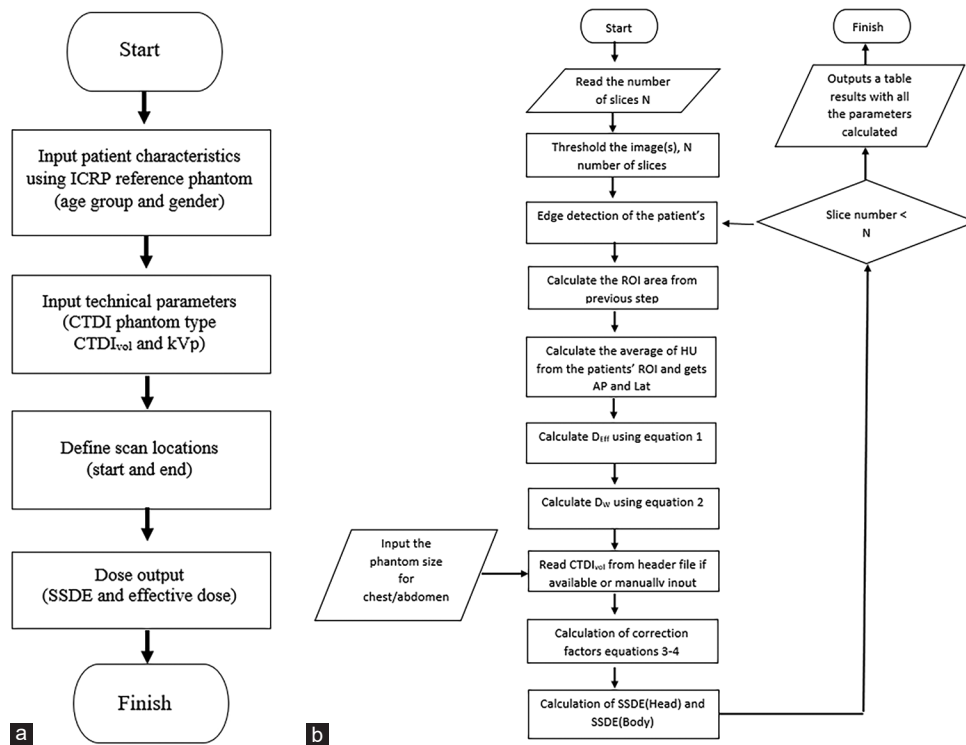 Start
Input patient characteristics
using ICRP reference phantom
(age group and gender)
Input technical parameters
(CTDI phantom type
CTDIvol and kVp)
Define scan locations
(start and end)
Dose output
(SSDE and effective dose)
Finish
a
Start
Read the number
of slices N
Threshold the image(s), N
number of slices
Edge detection of the patient's
Calculate the ROI area from
previous step
Calculate the average of HU
from the patients' ROI and gets
AP and Lat
Calculate DEff using equation 1
Calculate DW using equation 2
Input the
phantom size
for
chest/abdomen
Read CTDIvol from header file if
available or manually input
Calculation of correction
factors equations 3-4
Calculation of SSDE(Head) and
SSDE(Body)
Slice number <
N
Outputs a table
results with all
the parameters
calculated
Finish
b